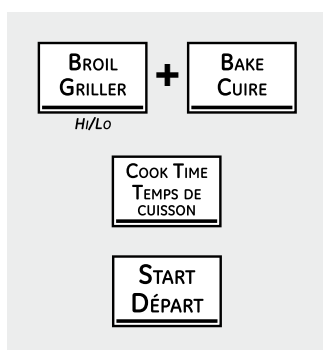 BROIL
GRILLER
+
BAKE
CUIRE
HI/LO
COOK TIME
TEMPS DE
CUISSON
START
DÉPART